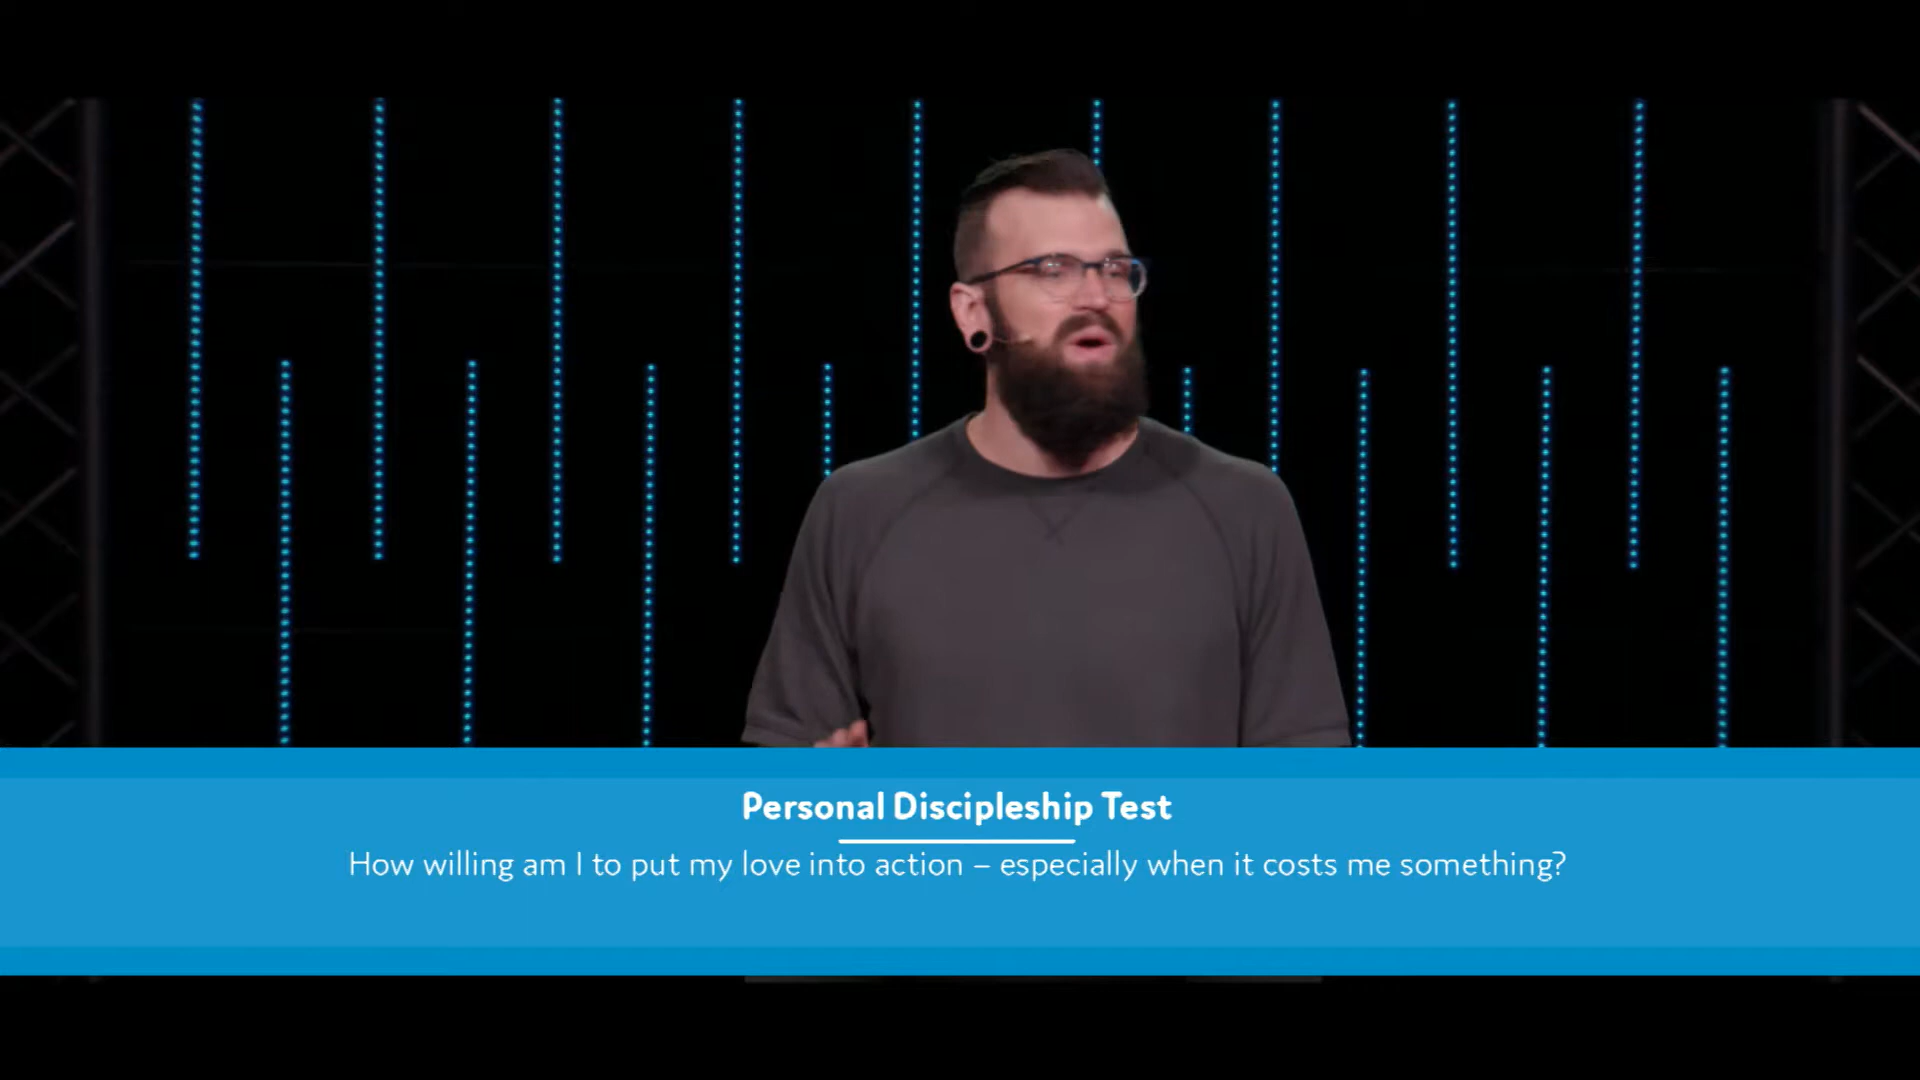 Personal Discipleship Test
How willing am I to put my love into action – especially when it costs me something?